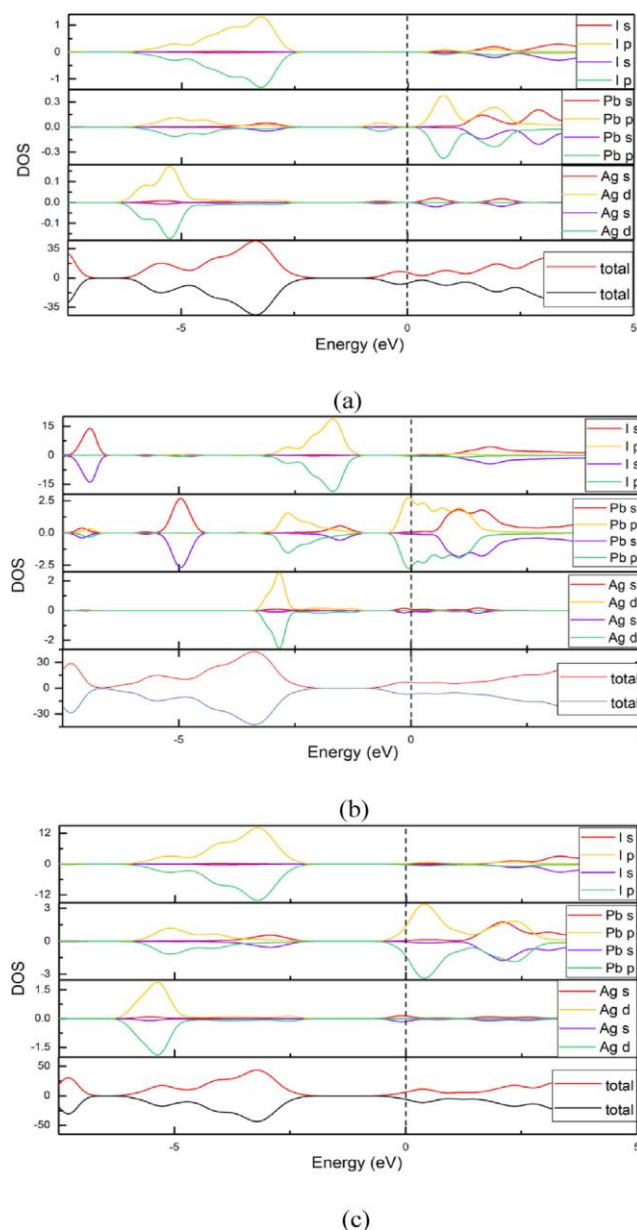 1
0
-1
I s
I p
I s
I p
0.3
0.0
-0.3
Pb s
Pb p
Pb s
Pb p
DOS
0.1
0.0
-0.1
Ag s
Ag d
Ag s
Ag d
35
0
-35
total
total
-5 0 5
Energy (eV)
(a)
15
0
-15
I s
I p
I s
I p
2.5
0.0
-2.5
Pb s
Pb p
Pb s
Pb p
DOS
2
0
-2
Ag s
Ag d
Ag s
Ag d
30
0
-30
total
total
-5 0 5
Energy (eV)
(b)
12
0
-12
I s
I p
I s
I p
3
0
-3
Pb s
Pb p
Pb s
Pb p
DOS
1.5
0.0
-1.5
Ag s
Ag d
Ag s
Ag d
50
0
-50
total
total
-5 0 5
Energy (eV)
(c)